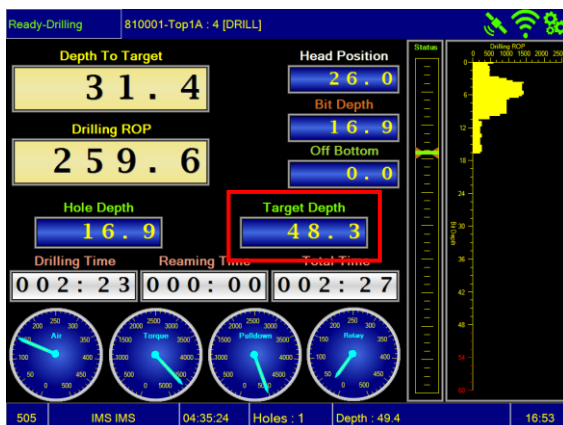 Ready-Drilling 810001-Top1A : 4 [DRILL]
Depth To Target
31.4
Head Position
26.0
Bit Depth
16.9
Drilling ROP
259.6
Off Bottom
0.0
Hole Depth
16.9
Target Depth
48.3
Drilling Time Reaming Time Total Time
002:23 000:00 002:27
Air Torque Pulldown Rotary
Status
Drilling ROP
0 500 1000 1500 2000 2500
0
6
12
18
24
30
36
42
48
54
60
Bit Depth
505 IMS IMS 04:35:24 Holes : 1 Depth : 49.4 16:53